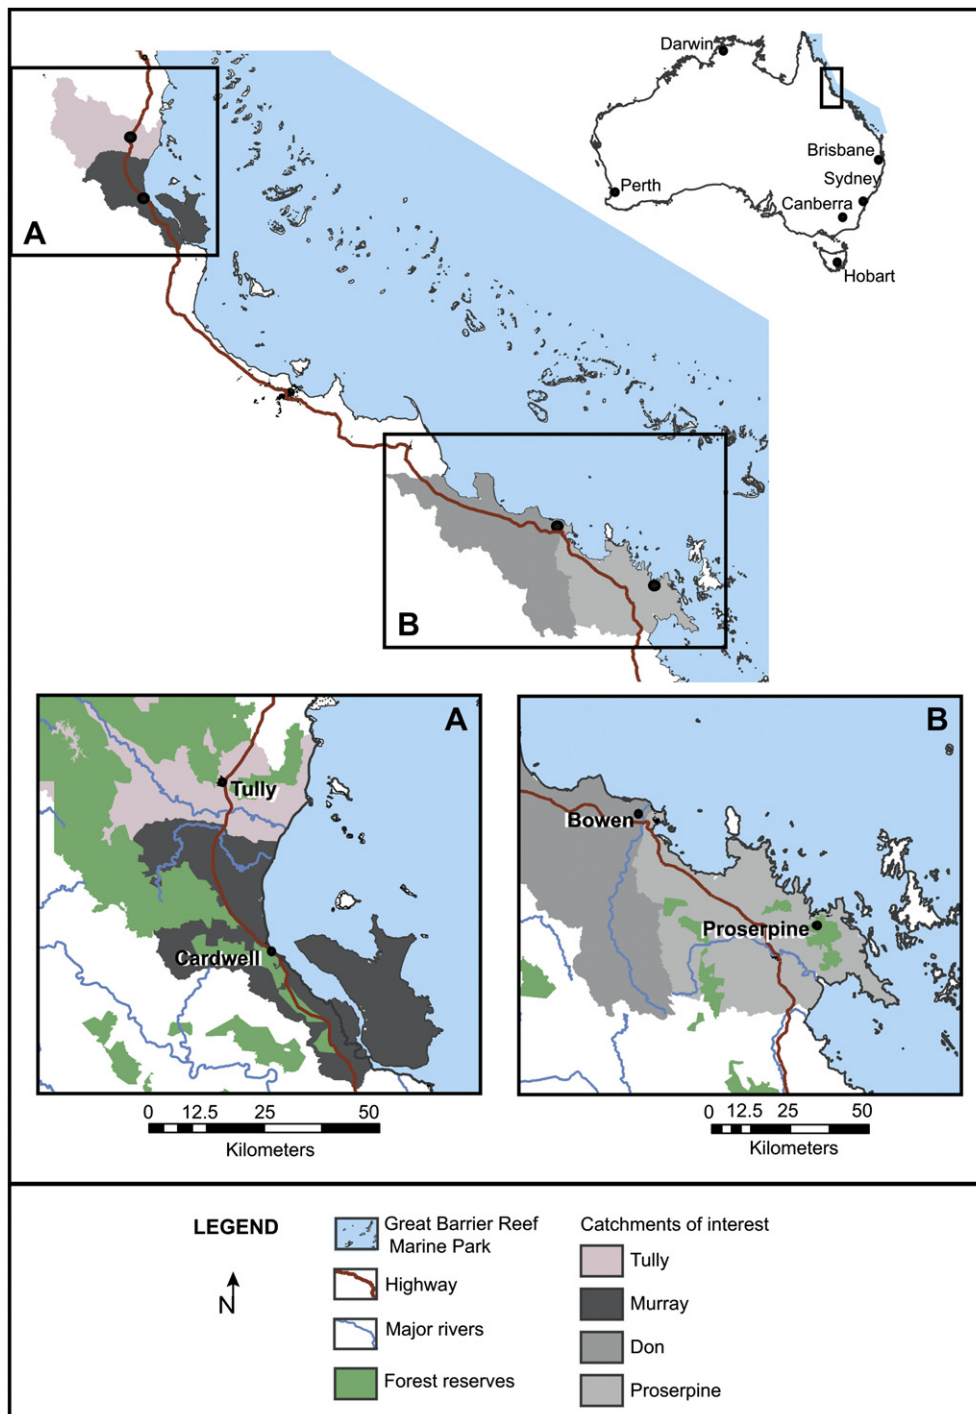 Darwin
Brisbane
Perth
Sydney
Canberra
Hobart
A
B
A
Tully
Cardwell
B
Bowen
Proserpine
0 12.5 25 50
Kilometers
0 12.5 25 50
Kilometers
LEGEND
N
Great Barrier Reef
Marine Park
Highway
Major rivers
Forest reserves
Catchments of interest
Tully
Murray
Don
Proserpine